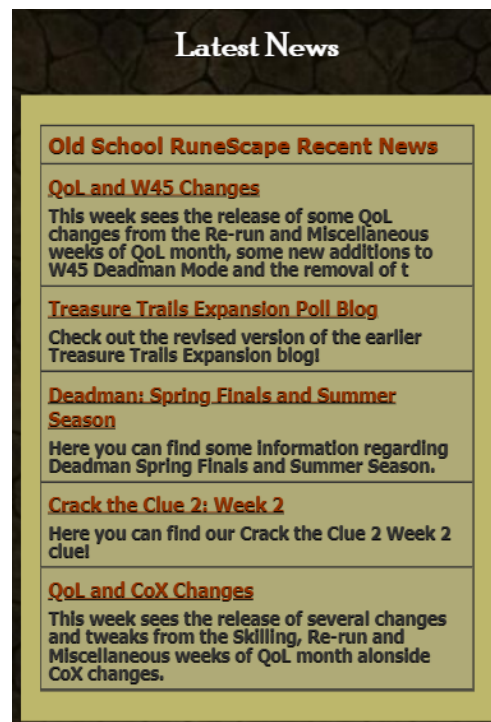 Latest News
Old School RuneScape Recent News
QoL and W45 Changes
This week sees the release of some QoL
changes from the Re-run and Miscellaneous
weeks of QoL month, some new additions to
W45 Deadman Mode and the removal of t
Treasure Trails Expansion Poll Blog
Check out the revised version of the earlier
Treasure Trails Expansion blog!
Deadman: Spring Finals and Summer
Season
Here you can find some information regarding
Deadman Spring Finals and Summer Season.
Crack the Clue 2: Week 2
Here you can find our Crack the Clue 2 Week 2
clue!
QoL and CoX Changes
This week sees the release of several changes
and tweaks from the Skilling, Re-run and
Miscellaneous weeks of QoL month alonside
CoX changes.